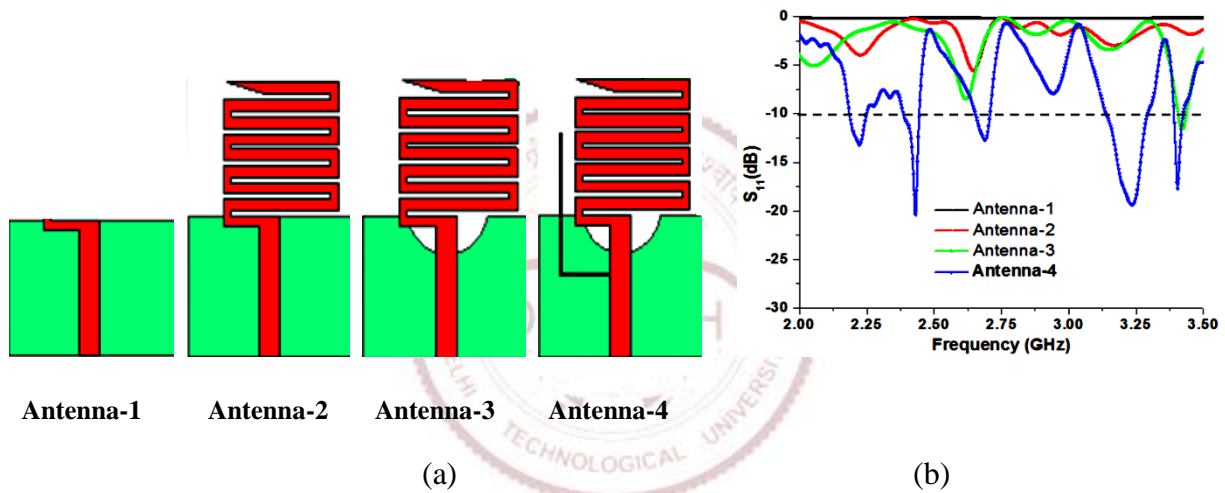 Antenna-1
Antenna-2
Antenna-3
Antenna-4
(a)
0
-5
-10
-15
-20
-25
-30
S11(dB)
Antenna-1
Antenna-2
Antenna-3
Antenna-4
2.00 2.25 2.50 2.75 3.00 3.25 3.50
Frequency (GHz)
(b)
DELHI TECHNOLOGICAL UNIVERSI